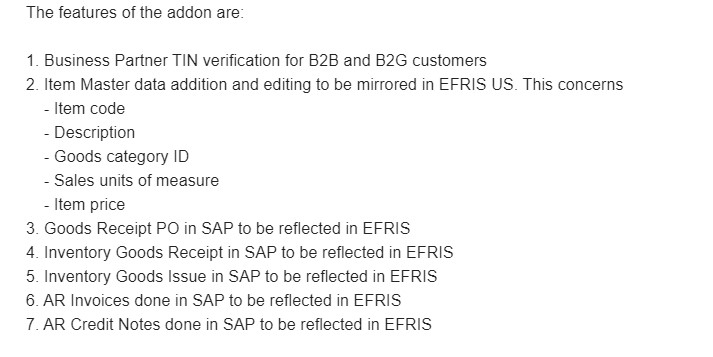 The features of the addon are:
1. Business Partner TIN verification for B2B and B2G customers
2. Item Master data addition and editing to be mirrored in EFRIS US. This concerns
- Item code
- Description
- Goods category ID
- Sales units of measure
- Item price
3. Goods Receipt PO in SAP to be reflected in EFRIS
4. Inventory Goods Receipt in SAP to be reflected in EFRIS
5. Inventory Goods Issue in SAP to be reflected in EFRIS
6. AR Invoices done in SAP to be reflected in EFRIS
7. AR Credit Notes done in SAP to be reflected in EFRIS